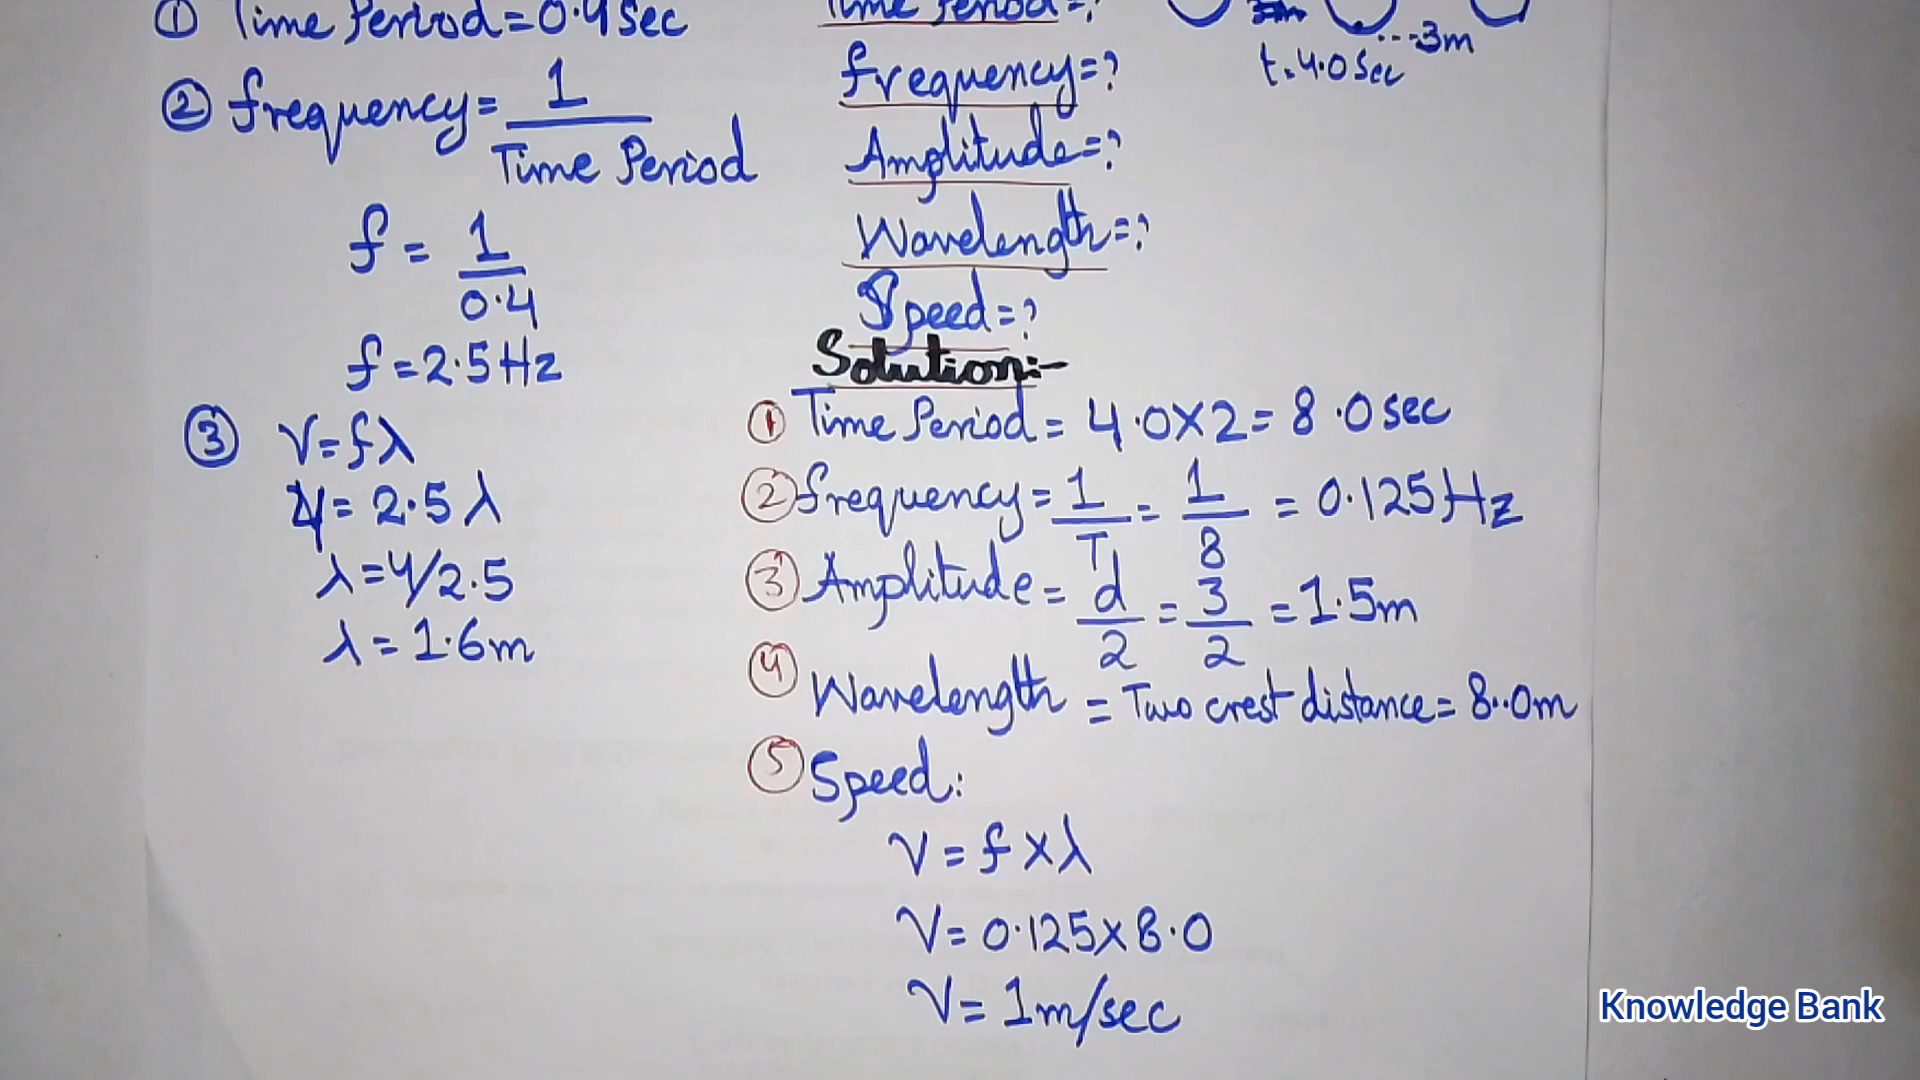 ① Time Period = 0.4 Sec
② frequency = 1 / Time Period
f = 1 / 0.4
f = 2.5 Hz
③ V = fλ
4 = 2.5 λ
λ = 4/2.5
λ = 1.6m
Time Period = ?
frequency = ?
Amplitude = ?
Wavelength = ?
Speed = ?
Solution:-
① Time Period = 4.0 X 2 = 8.0 sec
② frequency = 1/T = 1/8 = 0.125 Hz
③ Amplitude = d/2 = 3/2 = 1.5m
④ Wavelength = Two crest distance = 8..0m
⑤ Speed:
V = f x λ
V = 0.125 x 8.0
V = 1m/sec
...3m
t = 4.0 Sec
Knowledge Bank